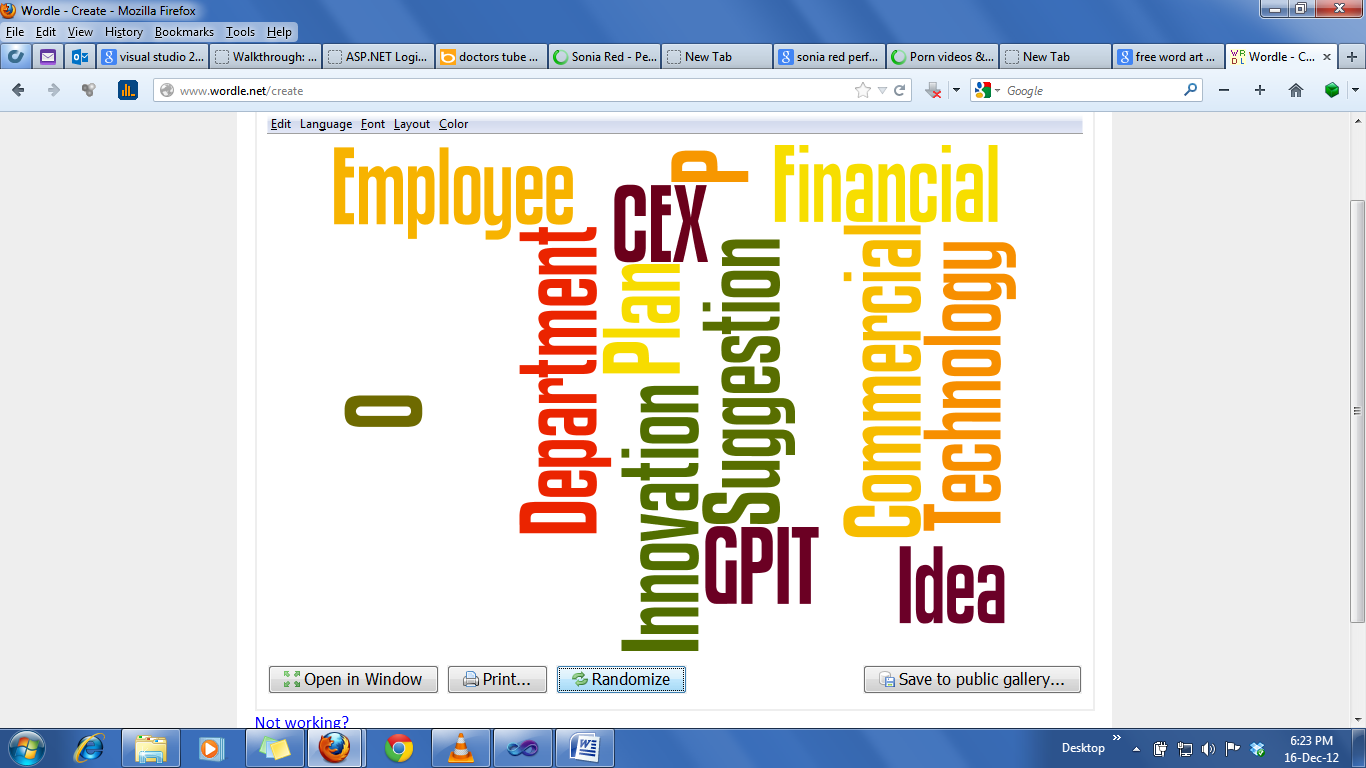 Wordle - Create - Mozilla Firefox
File Edit View History Bookmarks Tools Help
visual studio 2... Walkthrough: ... ASP.NET Logi... doctors tube ... Sonia Red - Pe... New Tab sonia red perf... Porn videos &... New Tab free word art ... Wordle - C...
www.wordle.net/create Google
Edit Language Font Layout Color
Employee
P
Financial
CEX
Department
Plan
Suggestion
Commercial
Technology
O
Innovation
GPIT
Idea
Open in Window Print... Randomize Save to public gallery...
Not working?
Desktop 6:23 PM
16-Dec-12